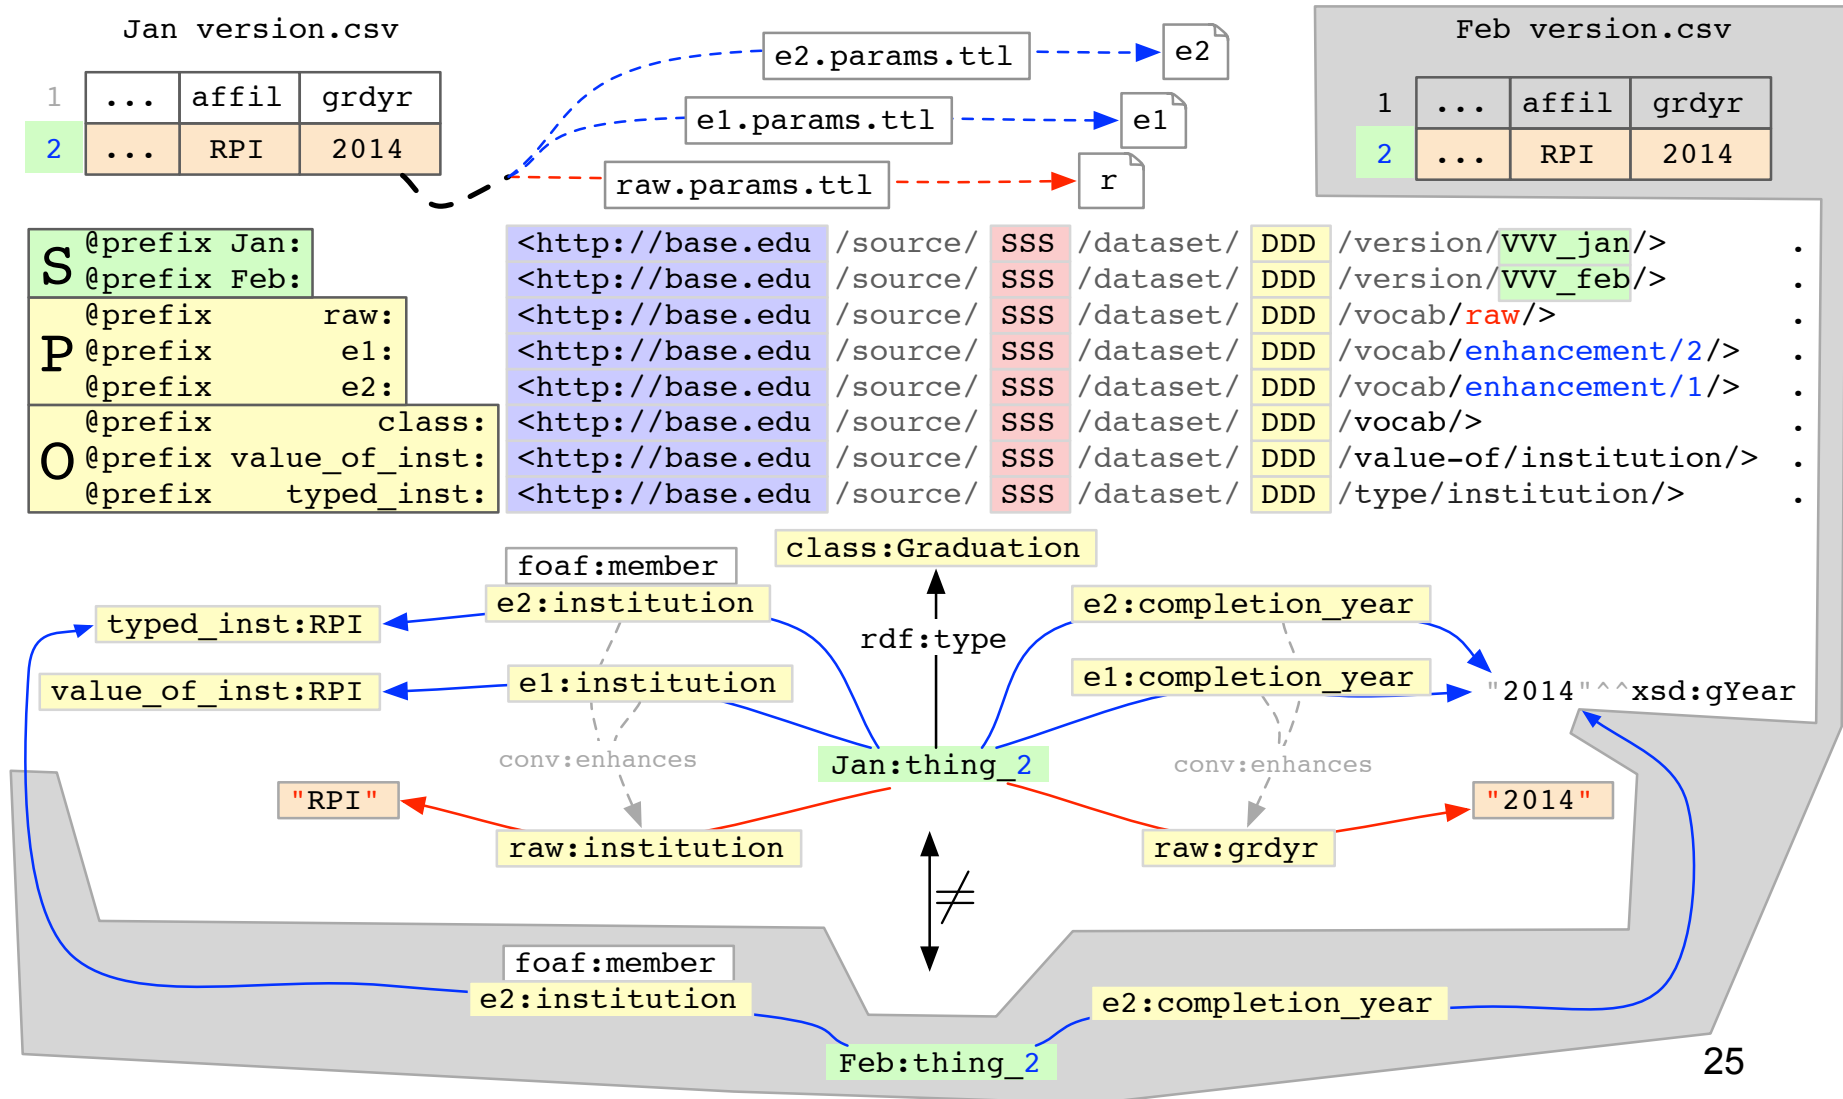 Jan version.csv
1 ... affil grdyr
2 ... RPI 2014
e2.params.ttl e2
e1.params.ttl e1
raw.params.ttl r
Feb version.csv
1 ... affil grdyr
2 ... RPI 2014
S
@prefix Jan: <http://base.edu /source/ SSS /dataset/ DDD /version/VVV_jan/> .
@prefix Feb: <http://base.edu /source/ SSS /dataset/ DDD /version/VVV_feb/> .
P
@prefix raw: <http://base.edu /source/ SSS /dataset/ DDD /vocab/raw/> .
@prefix e1: <http://base.edu /source/ SSS /dataset/ DDD /vocab/enhancement/2/> .
@prefix e2: <http://base.edu /source/ SSS /dataset/ DDD /vocab/enhancement/1/> .
O
@prefix class: <http://base.edu /source/ SSS /dataset/ DDD /vocab/> .
@prefix value_of_inst: <http://base.edu /source/ SSS /dataset/ DDD /value-of/institution/> .
@prefix typed_inst: <http://base.edu /source/ SSS /dataset/ DDD /type/institution/> .
class:Graduation
foaf:member
e2:institution
e2:completion_year
typed_inst:RPI
rdf:type
e1:institution
e1:completion_year
value_of_inst:RPI
"2014"^^xsd:gYear
conv:enhances
Jan:thing_2
conv:enhances
"RPI"
"2014"
raw:institution
raw:grdyr
≠
foaf:member
e2:institution
e2:completion_year
Feb:thing_2
25